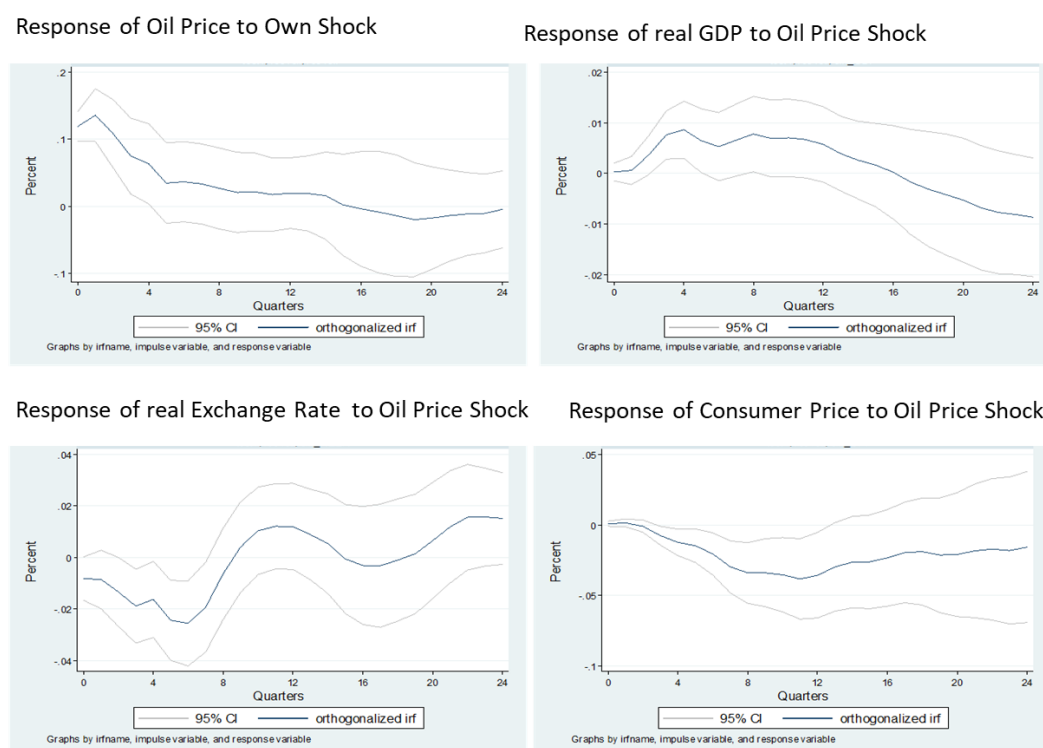 Response of Oil Price to Own Shock
Response of real GDP to Oil Price Shock
.2
.1
0
-.1
Percent
0 4 8 12 16 20 24
Quarters
95% CI orthogonalized irf
Graphs by irfname, impulse variable, and response variable
.02
.01
0
-.01
-.02
Percent
0 4 8 12 16 20 24
Quarters
95% CI orthogonalized irf
Graphs by irfname, impulse variable, and response variable
Response of real Exchange Rate to Oil Price Shock
Response of Consumer Price to Oil Price Shock
.04
.02
0
-.02
-.04
Percent
0 4 8 12 16 20 24
Quarters
95% CI orthogonalized irf
Graphs by irfname, impulse variable, and response variable
.05
0
-.05
-.1
Percent
0 4 8 12 16 20 24
Quarters
95% CI orthogonalized irf
Graphs by irfname, impulse variable, and response variable